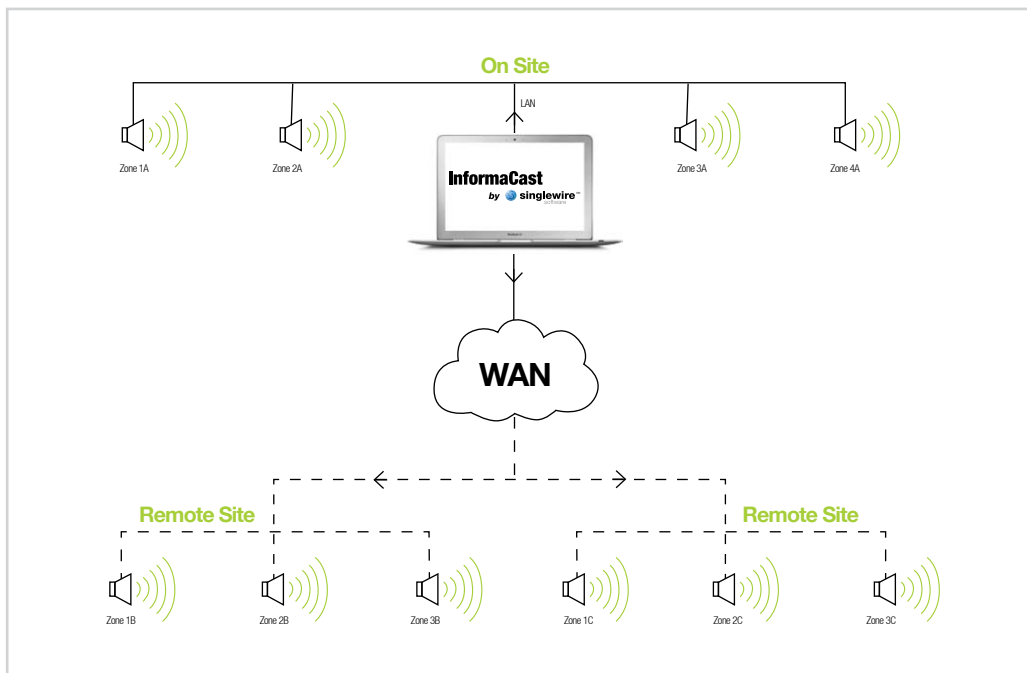 On Site
LAN
Zone 1A
Zone 2A
Zone 3A
Zone 4A
InformaCast
by singlewire
software
WAN
Remote Site
Remote Site
Zone 1B
Zone 2B
Zone 3B
Zone 1C
Zone 2C
Zone 3C